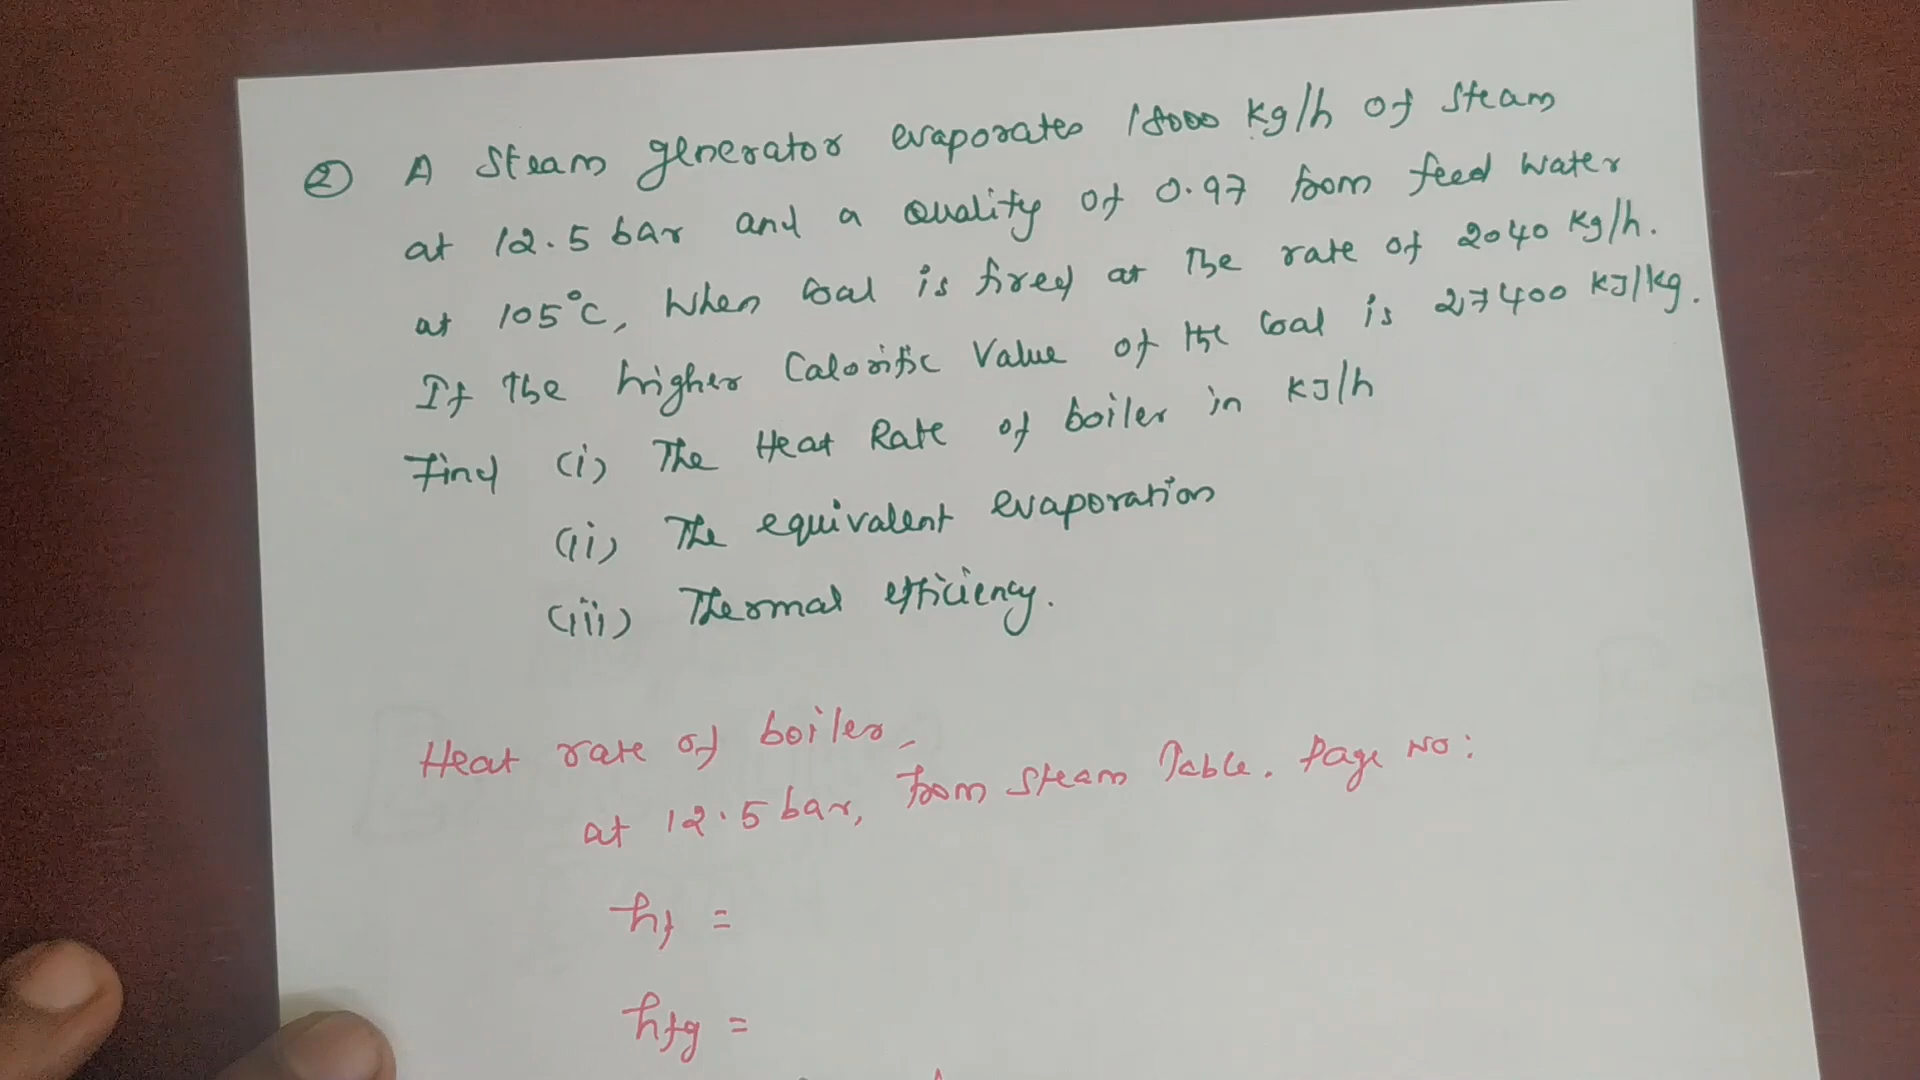 ② A Steam generator evaporates 18000 kg/h of steam
at 12.5 bar and a quality of 0.97 from feed water
at 105°C, when coal is fired at the rate of 2040 kg/h.
If the higher Calorific Value of the coal is 27400 kJ/kg.
Find (i) The Heat Rate of boiler in kJ/h
(ii) The equivalent evaporation
(iii) Thermal efficiency.
Heat rate of boiler,
at 12.5 bar, from steam Table. Page No:
hf =
hfg =